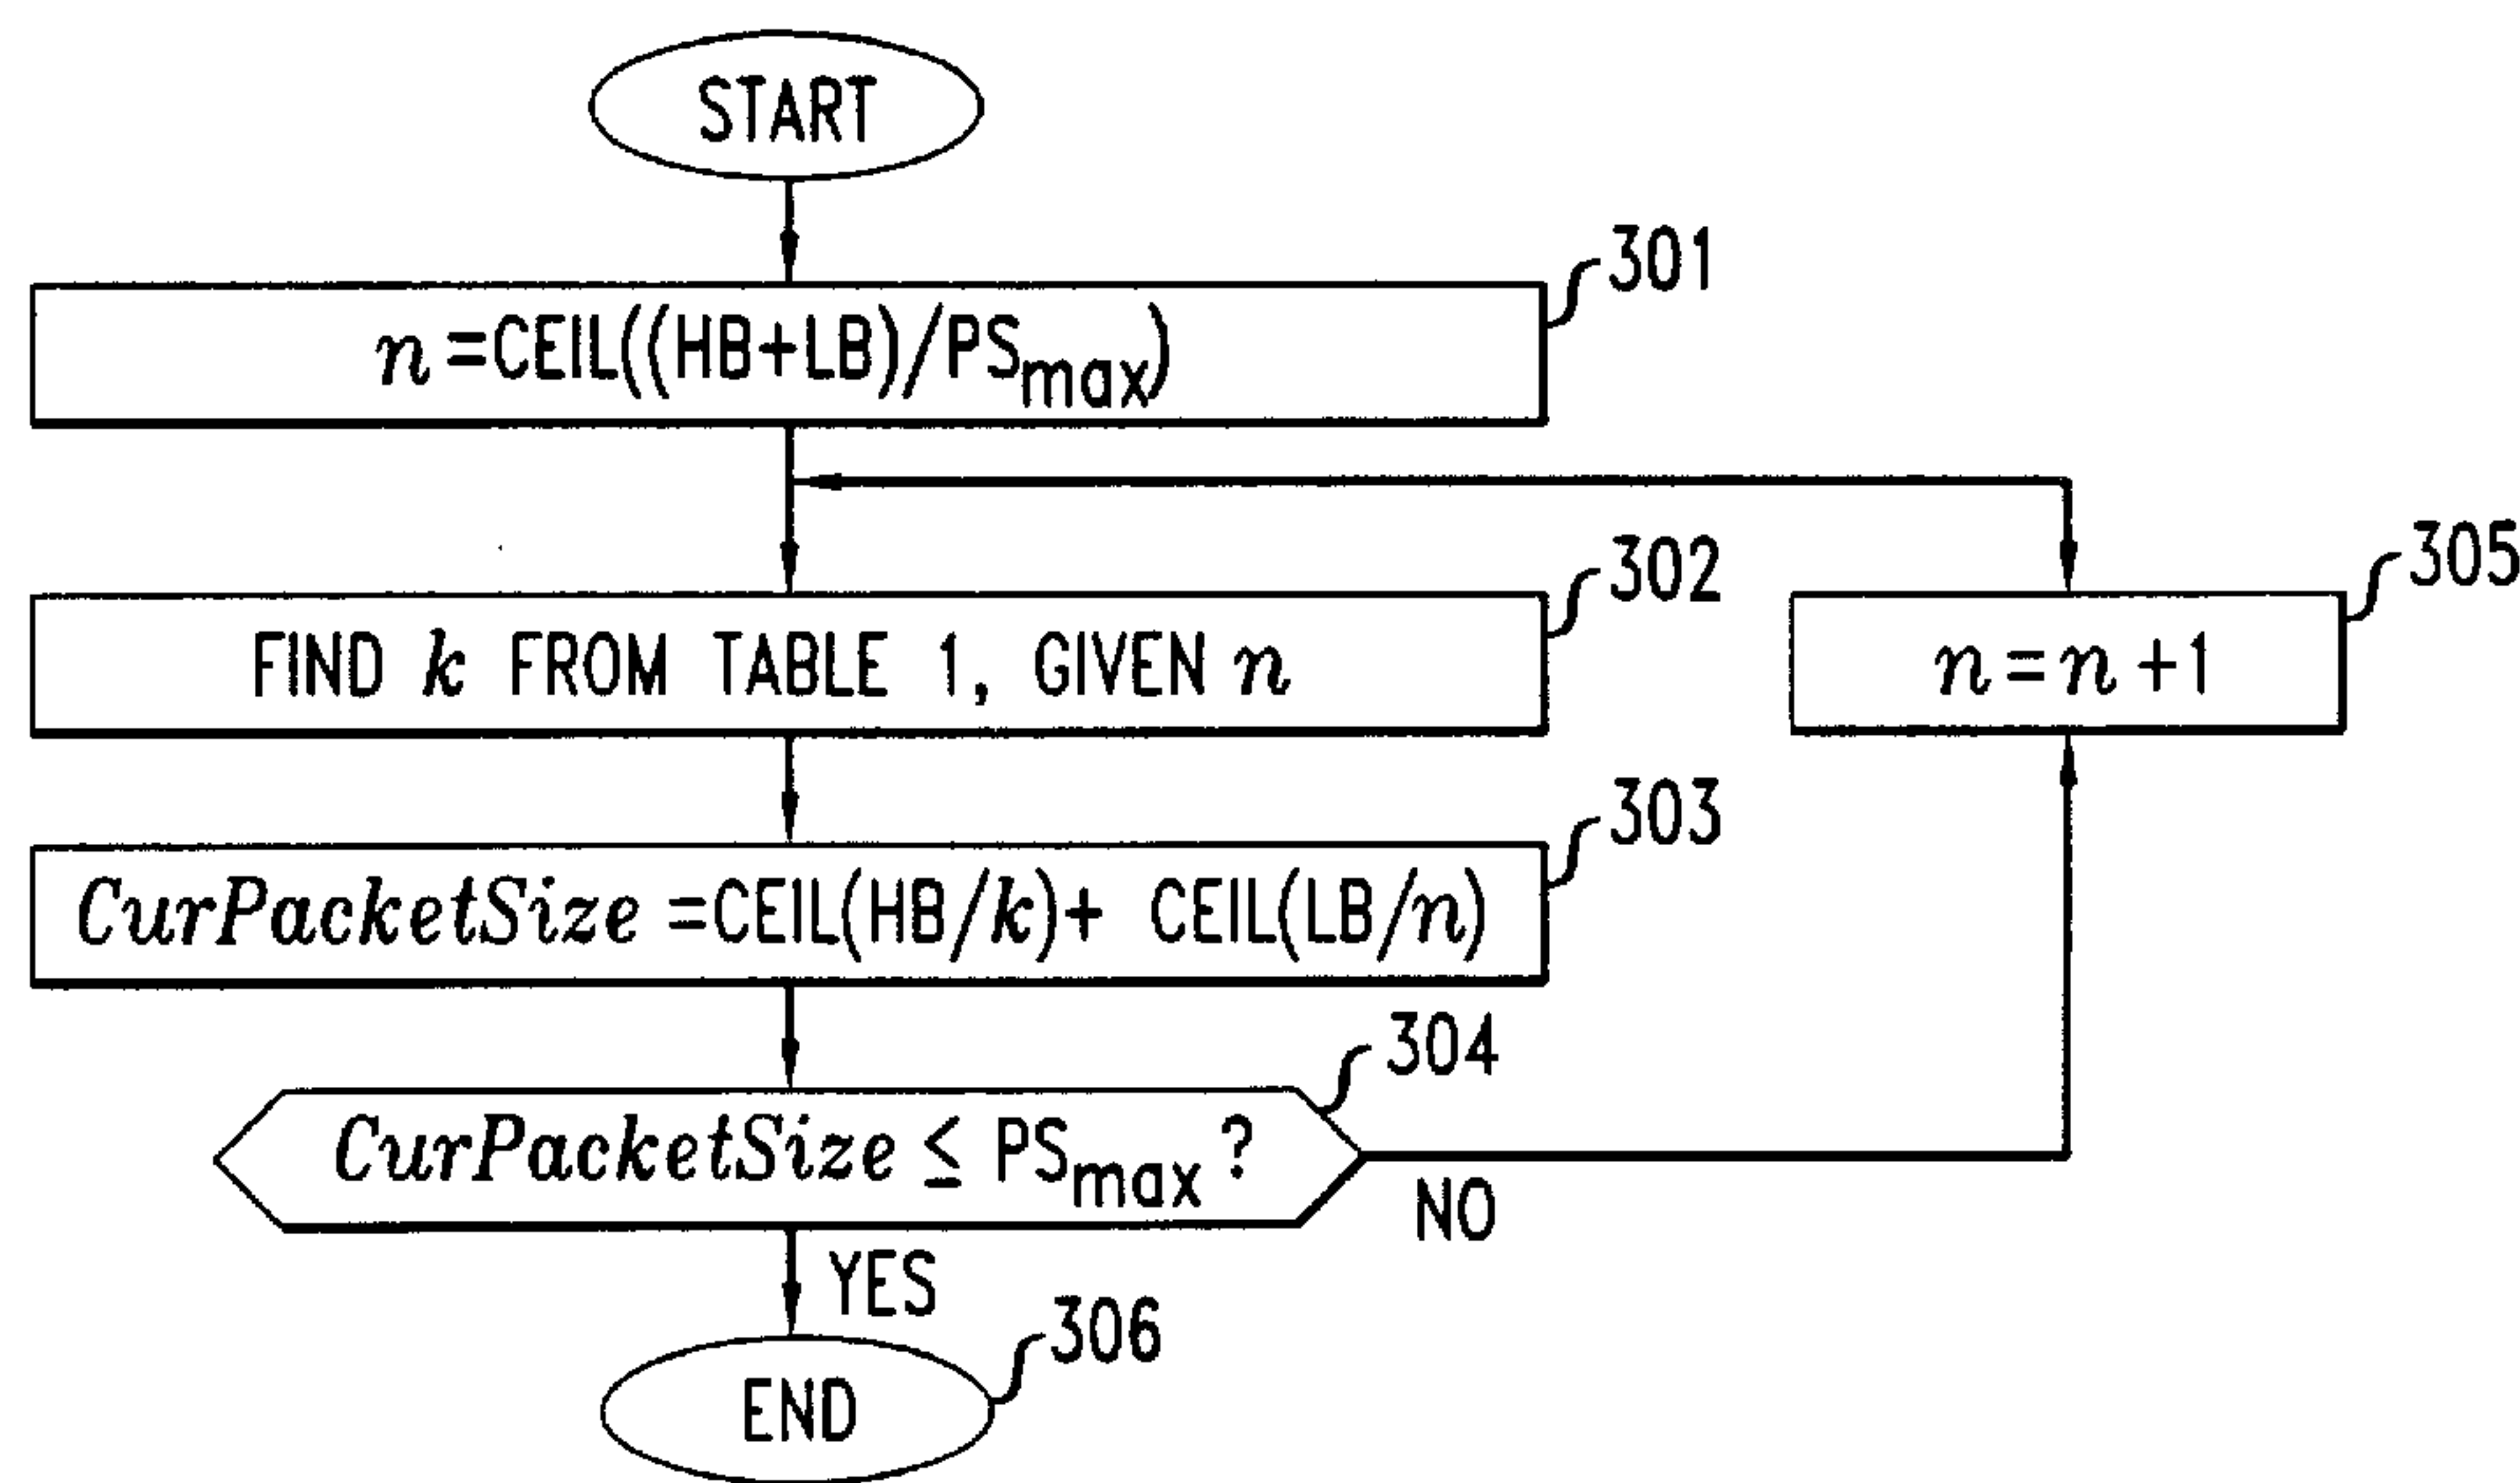 START
301
n=CEIL((HB+LB)/PSmax)
302
FIND k FROM TABLE 1, GIVEN n
305
n=n+1
303
CurPacketSize =CEIL(HB/k)+ CEIL(LB/n)
304
CurPacketSize ≤ PSmax ?
NO
YES
306
END